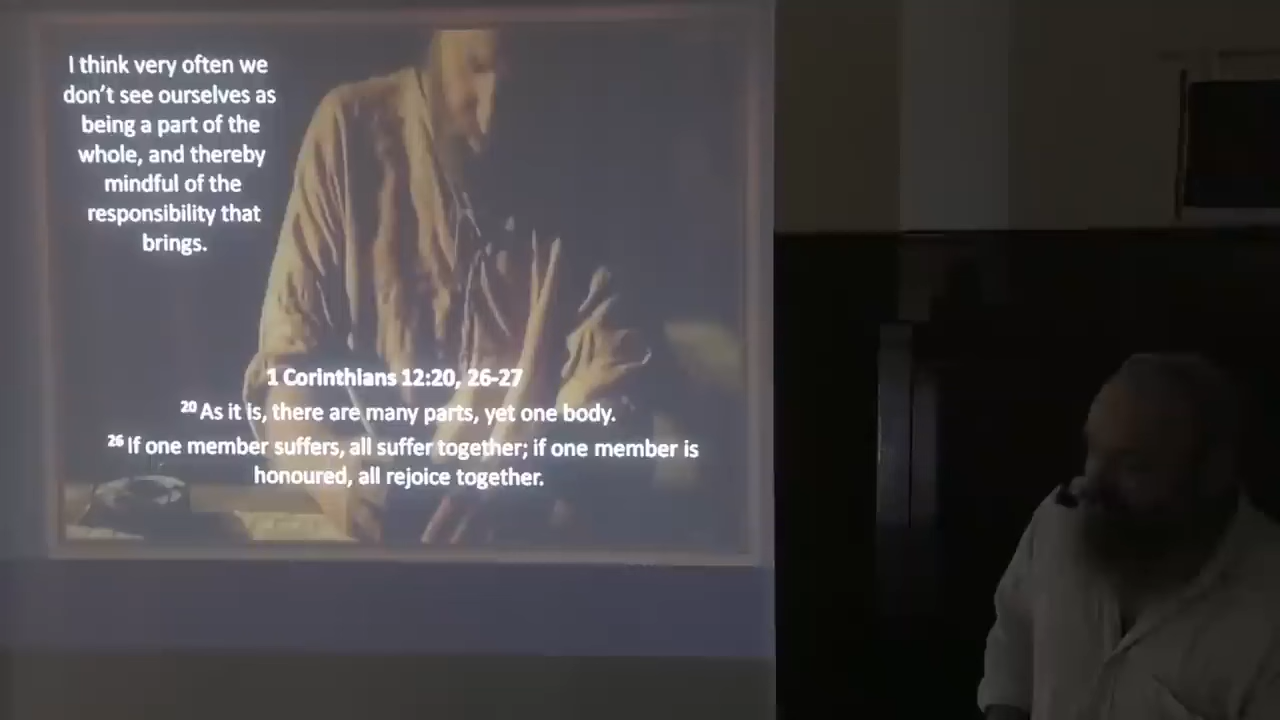 I think very often we
don't see ourselves as
being a part of the
whole, and thereby
mindful of the
responsibility that
brings.
1 Corinthians 12:20, 26-27
20 As it is, there are many parts, yet one body.
26 If one member suffers, all suffer together; if one member is
honoured, all rejoice together.